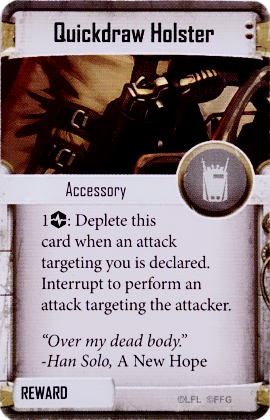 Quickdraw Holster
Accessory
1: Deplete this
card when an attack
targeting you is declared.
Interrupt to perform an
attack targeting the attacker.
“Over my dead body.”
-Han Solo, A New Hope
REWARD
©LFL ©FFG